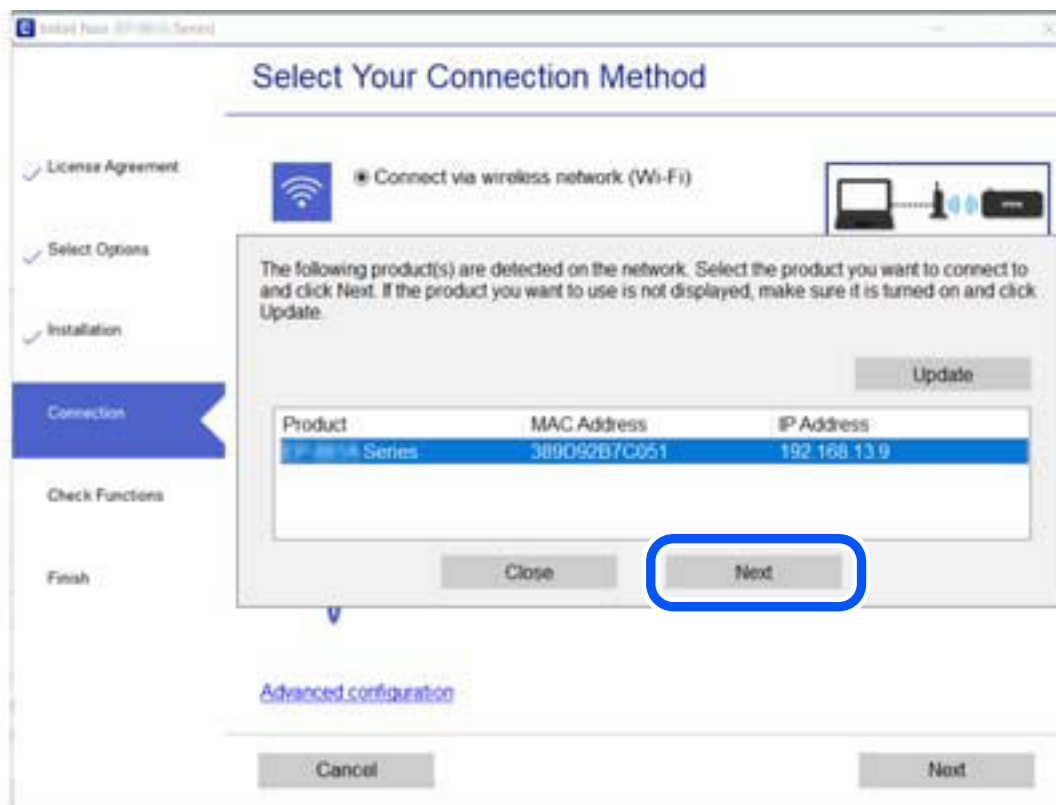 Install Navi
Series)
Select Your Connection Method
License Agreement
Select Options
Installation
Connection
Check Functions
Finish
Connect via wireless network (Wi-Fi)
The following product(s) are detected on the network. Select the product you want to connect to
and click Next. If the product you want to use is not displayed, make sure it is turned on and click
Update.
Update
Product MAC Address IP Address
Series 389D92B7C051 192.168.13.9
Close Next
Advanced configuration
Cancel Next